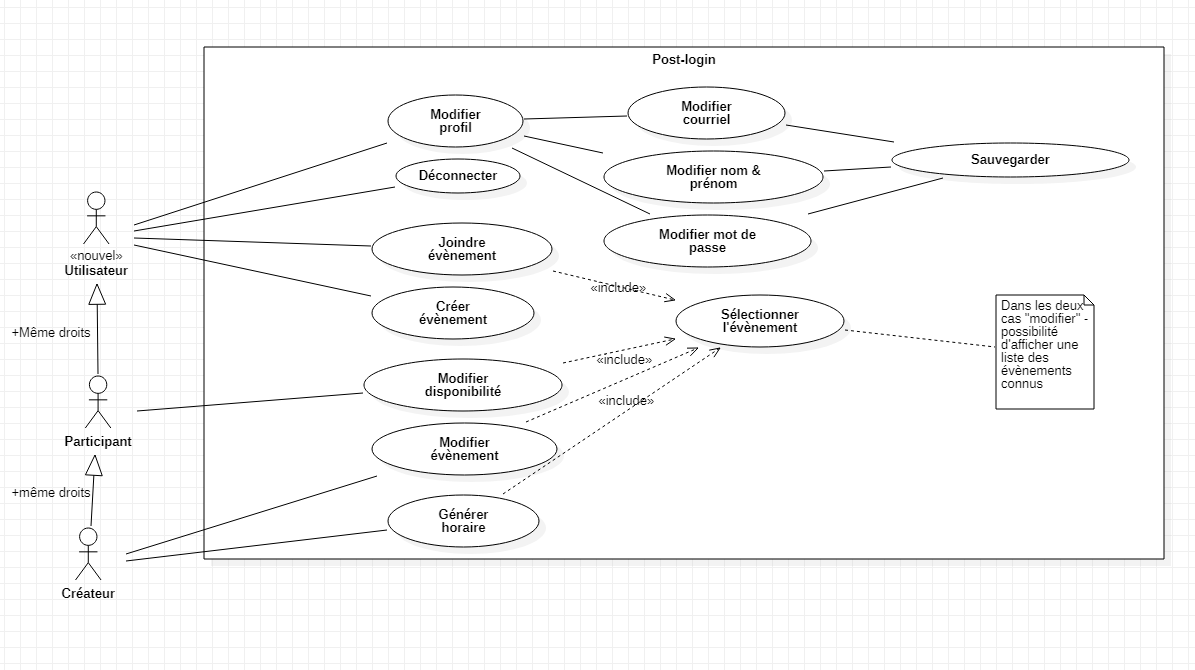 Post-login
Modifier
profil
Modifier
courriel
Sauvegarder
Déconnecter
Modifier nom &
prénom
Modifier mot de
passe
«nouvel»
Utilisateur
Joindre
évènement
«include»
Créer
évènement
Sélectionner
l'évènement
Dans les deux
cas "modifier" -
possibilité
d'afficher une
liste des
évènements
connus
+Même droits
«include»
Modifier
disponibilité
«include»
Participant
Modifier
évènement
+même droits
Générer
horaire
Créateur